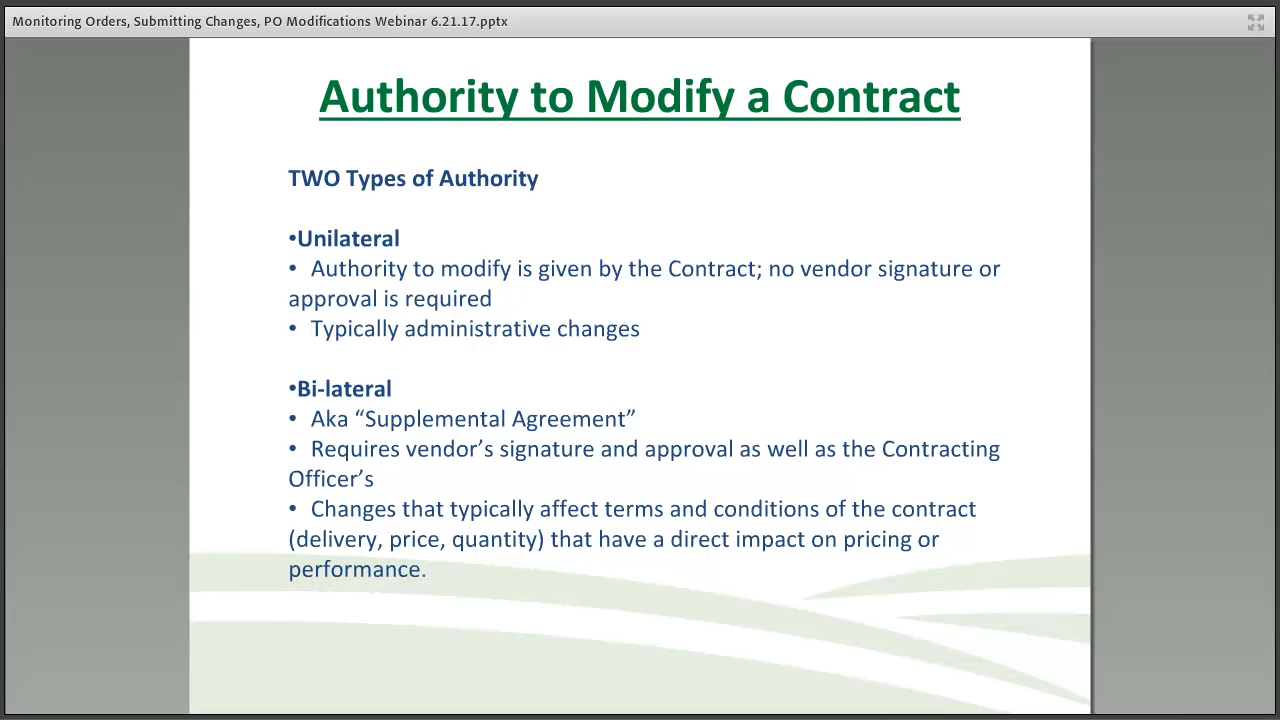 Monitoring Orders, Submitting Changes, PO Modifications Webinar 6.21.17.pptx
Authority to Modify a Contract
TWO Types of Authority
•Unilateral
• Authority to modify is given by the Contract; no vendor signature or
approval is required
• Typically administrative changes
•Bi-lateral
• Aka “Supplemental Agreement”
• Requires vendor’s signature and approval as well as the Contracting
Officer’s
• Changes that typically affect terms and conditions of the contract
(delivery, price, quantity) that have a direct impact on pricing or
performance.